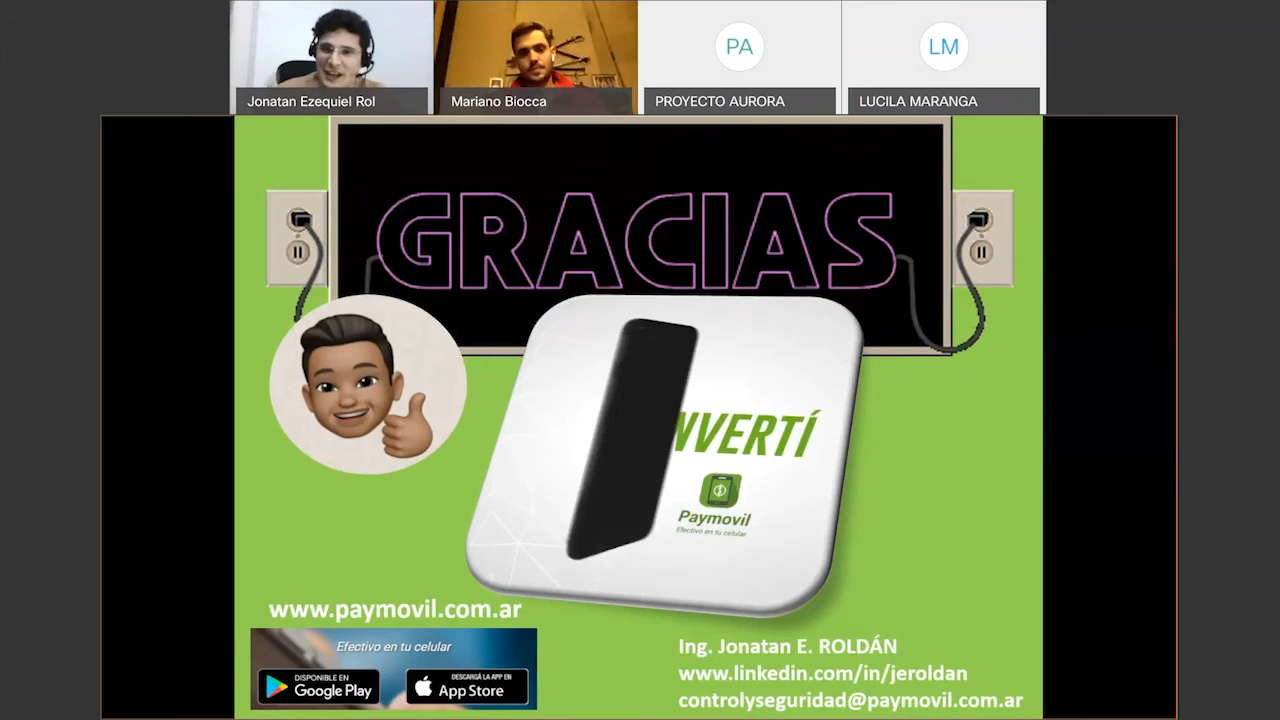 Jonatan Ezequiel Rol
Mariano Biocca
PA
PROYECTO AURORA
LM
LUCILA MARANGA
GRACIAS
NVERTÍ
Paymovil
Efectivo en tu celular
www.paymovil.com.ar
Efectivo en tu celular
DISPONIBLE EN
Google Play
DESCARGÁ LA APP EN
App Store
Ing. Jonatan E. ROLDÁN
www.linkedin.com/in/jeroldan
controlyseguridad@paymovil.com.ar